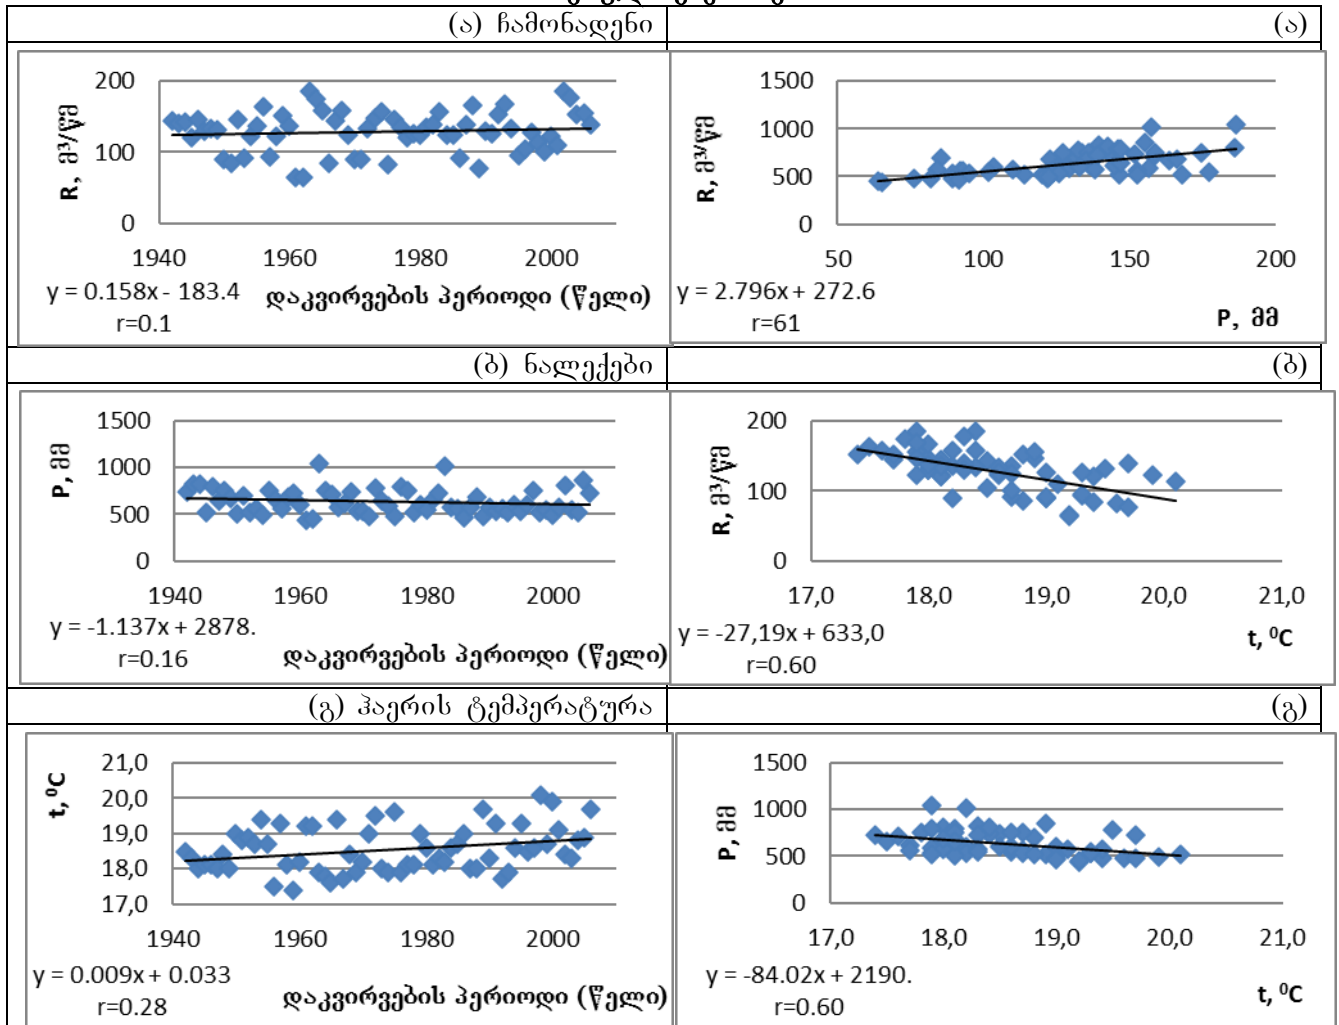 (ა) ჩამონადენი
(ა)
200
100
0
R, მ³/წმ
1940 1960 1980 2000
y = 0.158x - 183.4
r=0.1
დაკვირვების პერიოდი (წელი)
1500
1000
500
0
R, მ³/წმ
50 100 150 200
y = 2.796x + 272.6
r=61
P, მმ
(ბ) ნალექები
(ბ)
1500
1000
500
0
P, მმ
1940 1960 1980 2000
y = -1.137x + 2878.
r=0.16
დაკვირვების პერიოდი (წელი)
200
100
0
R, მ³/წმ
17,0 18,0 19,0 20,0 21,0
y = -27,19x + 633,0
r=0.60
t, ⁰C
(გ) ჰაერის ტემპერატურა
(გ)
21,0
20,0
19,0
18,0
17,0
t, ⁰C
1940 1960 1980 2000
y = 0.009x + 0.033
r=0.28
დაკვირვების პერიოდი (წელი)
1500
1000
500
0
P, მმ
17,0 18,0 19,0 20,0 21,0
y = -84.02x + 2190.
r=0.60
t, ⁰C